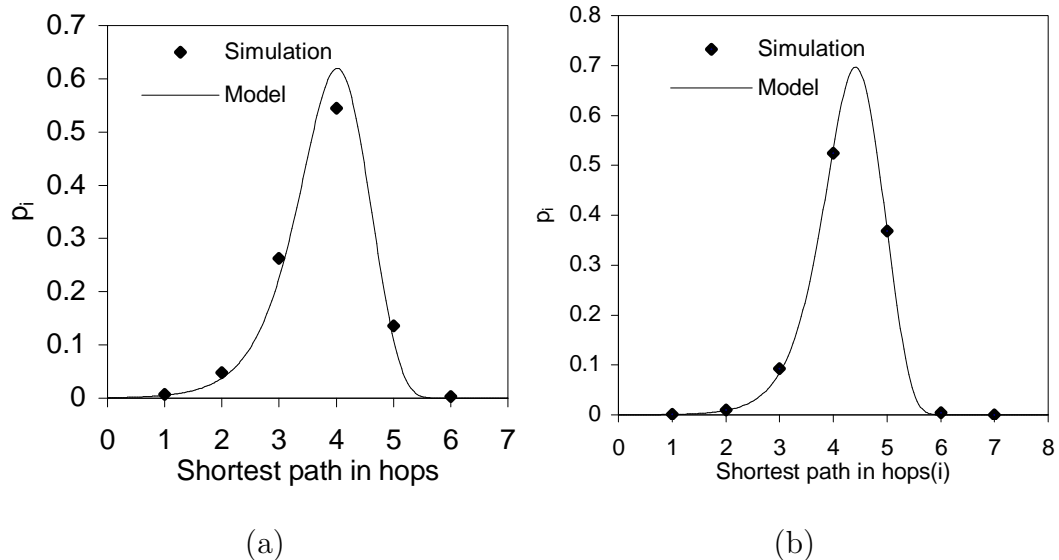 0.7
0.6
0.5
0.4
0.3
0.2
0.1
0
pi
Simulation
Model
0 1 2 3 4 5 6 7
Shortest path in hops
(a)
0.8
0.7
0.6
0.5
0.4
0.3
0.2
0.1
0
pi
Simulation
Model
0 1 2 3 4 5 6 7 8
Shortest path in hops(i)
(b)